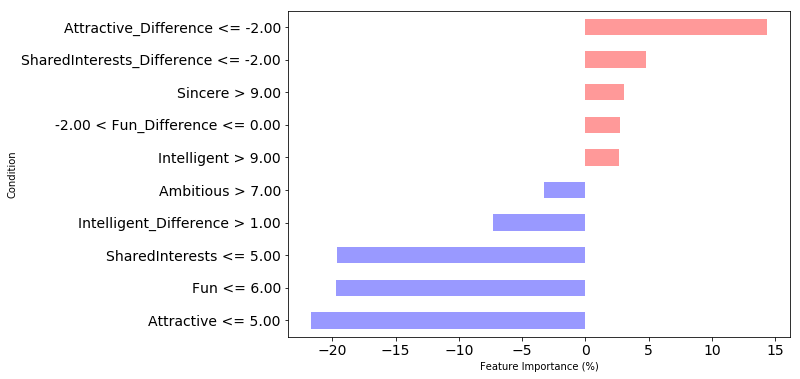 Attractive_Difference <= -2.00
SharedInterests_Difference <= -2.00
Sincere > 9.00
-2.00 < Fun_Difference <= 0.00
Intelligent > 9.00
Ambitious > 7.00
Intelligent_Difference > 1.00
SharedInterests <= 5.00
Fun <= 6.00
Attractive <= 5.00
Condition
−20 −15 −10 −5 0 5 10 15
Feature Importance (%)